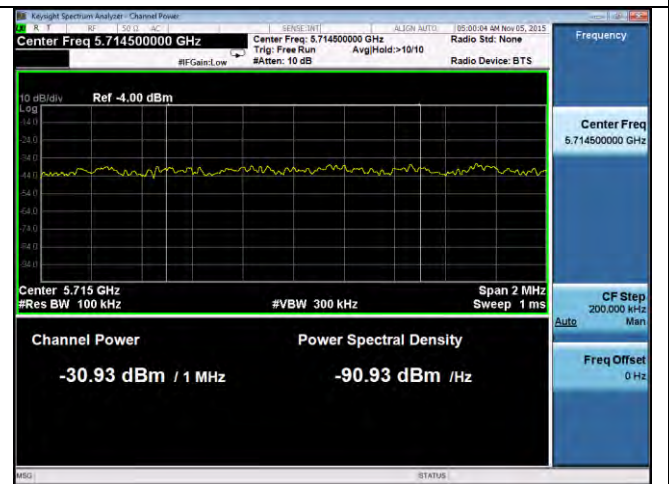 Keysight Spectrum Analyzer - Channel Power
R T RF 50 Ω AC SENSE:INT ALIGN AUTO 05:00:04 AM Nov 05, 2015
Center Freq 5.714500000 GHz
Center Freq: 5.714500000 GHz Radio Std: None
Trig: Free Run Avg|Hold:>10/10
#IFGain:Low #Atten: 10 dB Radio Device: BTS
Frequency
10 dB/div Ref -4.00 dBm
Log
-14.0
-24.0
-34.0
-44.0
-54.0
-64.0
-74.0
-84.0
-94.0
Center Freq
5.714500000 GHz
Center 5.715 GHz Span 2 MHz
#Res BW 100 kHz #VBW 300 kHz Sweep 1 ms
CF Step
200.000 kHz
Auto Man
Channel Power Power Spectral Density
-30.93 dBm / 1 MHz -90.93 dBm /Hz
Freq Offset
0 Hz
MSG STATUS